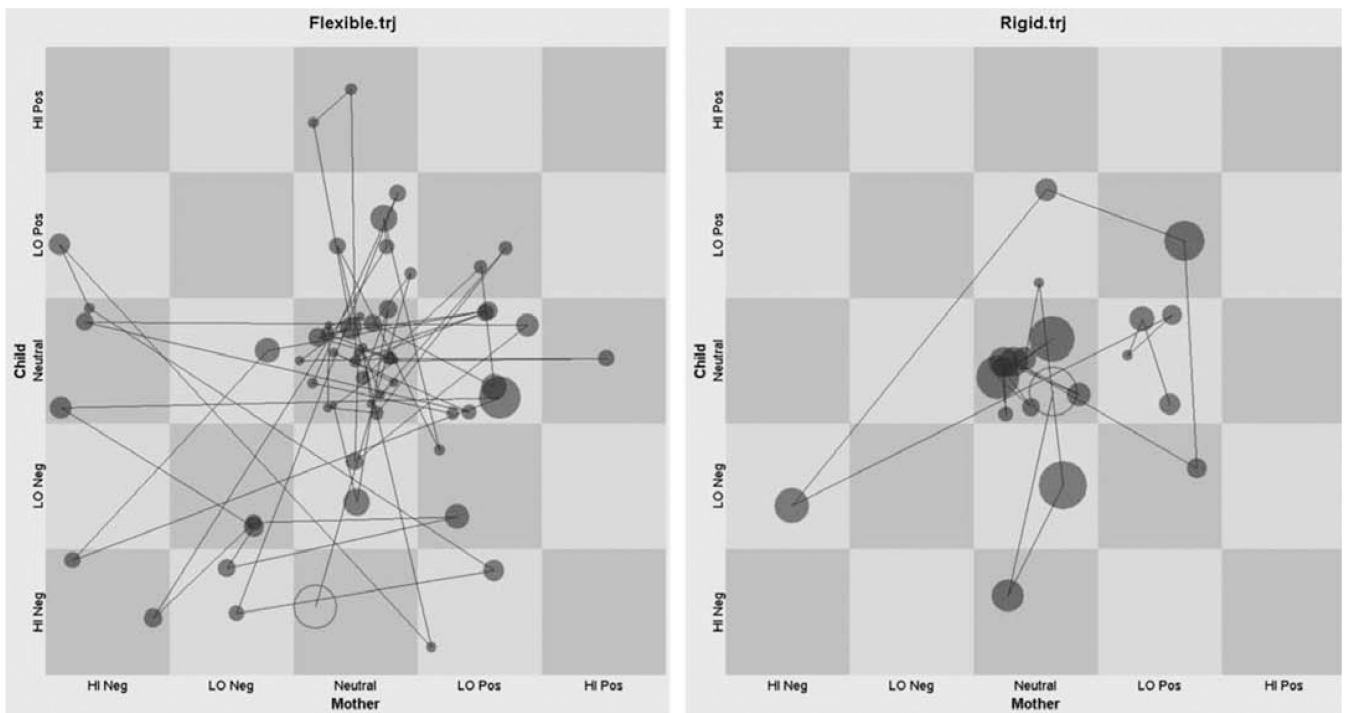 Flexible.trj
HI Pos
LO Pos
Neutral
LO Neg
HI Neg
Child
HI Neg
LO Neg
Neutral
LO Pos
HI Pos
Mother
Rigid.trj
HI Pos
LO Pos
Neutral
LO Neg
HI Neg
Child
HI Neg
LO Neg
Neutral
LO Pos
HI Pos
Mother